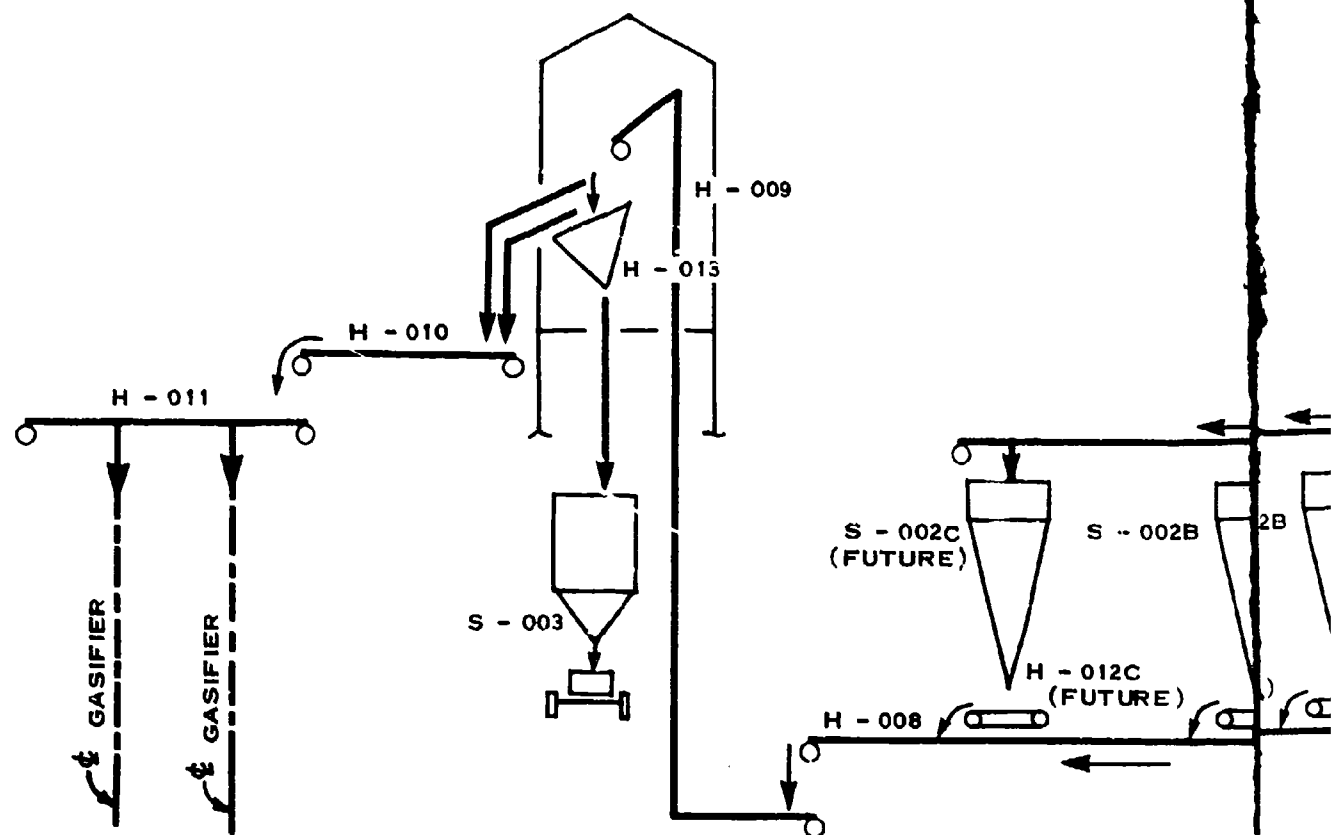 H - 009
H - 013
H - 010
H - 011
S - 002C
(FUTURE)
S - 002B
2B
S - 003
H - 012C
(FUTURE)
H - 008
℄ GASIFIER
℄ GASIFIER